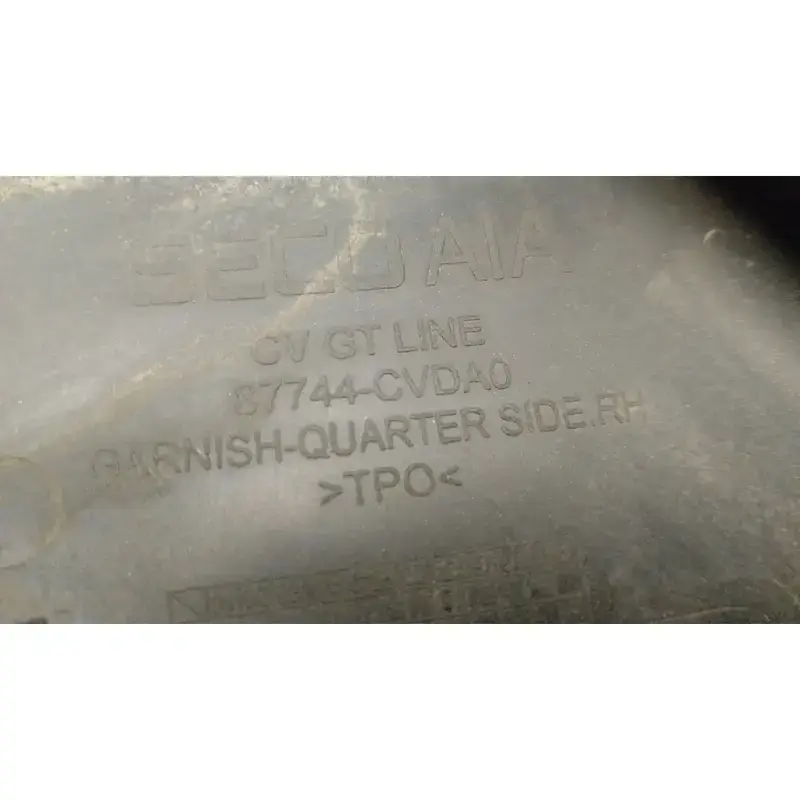 SECO AIA
CV GT LINE
87744-CVDA0
GARNISH-QUARTER SIDE.RH
>TPO<